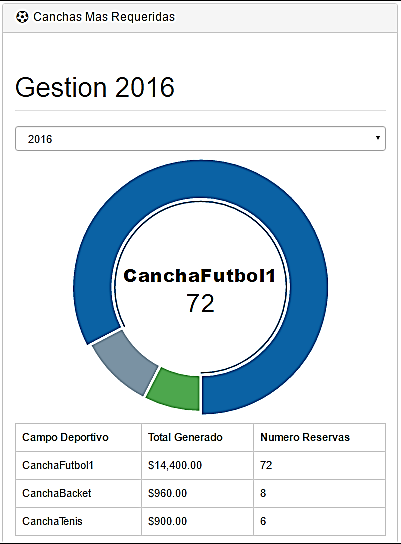 Canchas Mas Requeridas
Gestion 2016
2016
CanchaFutbol1
72
Campo Deportivo Total Generado Numero Reservas
CanchaFutbol1 $14,400.00 72
CanchaBacket $960.00 8
CanchaTenis $900.00 6